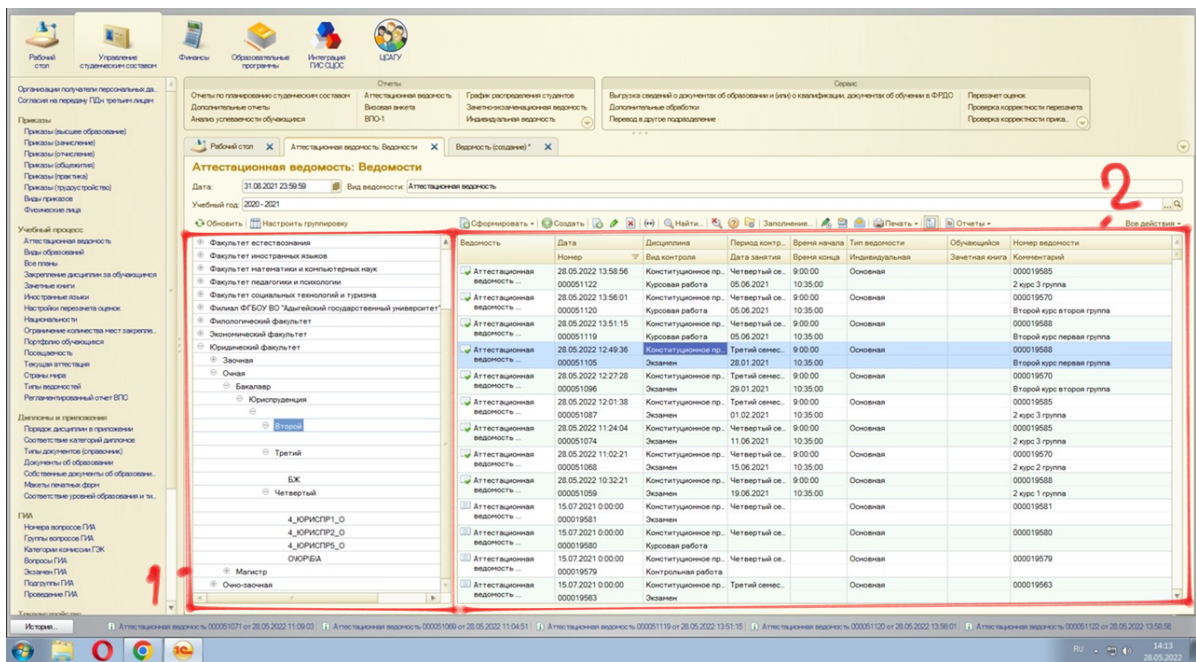 Рабочий стол
Управление студенческим составом
Финансы
Образовательные программы
Интеграция ГИС СЦОС
ЦСАГУ
Организации получатели персональных да..
Согласия на передачу ПДн третьим лицам
Приказы
Приказы (высшее образование)
Приказы (зачисление)
Приказы (отчисление)
Приказы (общежития)
Приказы (практика)
Приказы (трудоустройство)
Виды приказов
Физические лица
Учебный процесс
Аттестационная ведомость
Виды образований
Все планы
Закрепление дисциплин за обучающимся
Зачетные книги
Иностранные языки
Настройки перезачета оценок
Национальности
Ограничение количества мест закрепле..
Портфолио обучающихся
Посещаемость
Текущая аттестация
Страны мира
Типы ведомостей
Регламентированный отчет ВПО
Дипломы и приложения
Порядок дисциплин в приложении
Соответствие категорий дипломов
Типы документов (справочник)
Документы об образовании
Собственные документы об образовани..
Макеты печатных форм
Соответствие уровней образования и ти..
ГИА
Номера вопросов ГИА
Группы вопросов ГИА
Категории комиссии ГЭК
Вопросы ГИА
Экзамен ГИА
Подгруппы ГИА
Проведение ГИА
Отчеты
Отчеты по планированию студенческим составом Аттестационная ведомость График распределения студентов
Дополнительные отчеты Визовая анкета Зачетно-экзаменационная ведомость
Анализ успеваемости обучающихся ВПО-1 Индивидуальная ведомость
Сервис
Выгрузка сведений о документах об образовании и (или) о квалификации, документах об обучении в ФРДО Перезачет оценок
Дополнительные обработки Проверка корректности перезачета
Перевод в другое подразделение Проверка корректности прика..
Рабочий стол Аттестационная ведомость: Ведомости Ведомость (создание) *
Аттестационная ведомость: Ведомости
Дата: 31.08.2021 23:59:59 Вид ведомости: Аттестационная ведомость
Учебный год: 2020 - 2021
2
Обновить Настроить группировку
Сформировать Создать Найти... Заполнение... Печать Отчеты Все действия
Факультет естествознания
Факультет иностранных языков
Факультет математики и компьютерных наук
Факультет педагогики и психологии
Факультет социальных технологий и туризма
Филиал ФГБОУ ВО "Адыгейский государственный университет"
Филологический факультет
Экономический факультет
Юридический факультет
Заочная
Очная
Бакалавр
Юриспруденция
Второй
Третий
БЖ
Четвертый
4_ЮРИСПР1_О
4_ЮРИСПР2_О
4_ЮРИСПР5_О
О\ЮР\Б\А
Магистр
Очно-заочная
1
Ведомость Дата Дисциплина Период контр.. Время начала Тип ведомости Обучающийся Номер ведомости
Номер Вид контроля Дата занятия Время конца Индивидуальная Зачетная книга Комментарий
Аттестационная 28.05.2022 13:58:56 Конституционное пр.. Четвертый се.. 9:00:00 Основная 000019585
ведомость ... 000051122 Курсовая работа 05.06.2021 10:35:00 2 курс 3 группа
Аттестационная 28.05.2022 13:56:01 Конституционное пр.. Четвертый се.. 9:00:00 Основная 000019570
ведомость ... 000051120 Курсовая работа 05.06.2021 10:35:00 Второй курс вторая группа
Аттестационная 28.05.2022 13:51:15 Конституционное пр.. Четвертый се.. 9:00:00 Основная 000019588
ведомость ... 000051119 Курсовая работа 05.06.2021 10:35:00 Второй курс первая группа
Аттестационная 28.05.2022 12:49:36 Конституционное пр.. Третий семес.. 9:00:00 Основная 000019588
ведомость ... 000051105 Экзамен 28.01.2021 10:35:00 Второй курс первая группа
Аттестационная 28.05.2022 12:27:28 Конституционное пр.. Третий семес.. 9:00:00 Основная 000019570
ведомость ... 000051096 Экзамен 29.01.2021 10:35:00 Второй курс вторая группа
Аттестационная 28.05.2022 12:01:38 Конституционное пр.. Третий семес.. 9:00:00 Основная 000019585
ведомость ... 000051087 Экзамен 01.02.2021 10:35:00 2 курс 3 группа
Аттестационная 28.05.2022 11:24:04 Конституционное пр.. Четвертый се.. 9:00:00 Основная 000019585
ведомость ... 000051074 Экзамен 11.06.2021 10:35:00 2 курс 3 группа
Аттестационная 28.05.2022 11:02:21 Конституционное пр.. Четвертый се.. 9:00:00 Основная 000019570
ведомость ... 000051068 Экзамен 15.06.2021 10:35:00 2 курс 2 группа
Аттестационная 28.05.2022 10:32:21 Конституционное пр.. Четвертый се.. 9:00:00 Основная 000019588
ведомость ... 000051059 Экзамен 19.06.2021 10:35:00 2 курс 1 группа
Аттестационная 15.07.2021 0:00:00 Конституционное пр.. Четвертый се.. Основная 000019581
ведомость ... 000019581 Экзамен
Аттестационная 15.07.2021 0:00:00 Конституционное пр.. Четвертый се.. Основная 000019580
ведомость ... 000019580 Курсовая работа
Аттестационная 15.07.2021 0:00:00 Конституционное пр.. Четвертый се.. Основная 000019579
ведомость ... 000019579 Контрольная работа
Аттестационная 15.07.2021 0:00:00 Конституционное пр.. Третий семес.. Основная 000019563
ведомость ... 000019563 Экзамен
История... Аттестационная ведомость 000051071 от 28.05.2022 11:09:03 Аттестационная ведомость 000051069 от 28.05.2022 11:04:51 Аттестационная ведомость 000051119 от 28.05.2022 13:51:15 Аттестационная ведомость 000051120 от 28.05.2022 13:56:01 Аттестационная ведомость 000051122 от 28.05.2022 13:58:56
RU 14:13
28.05.2022